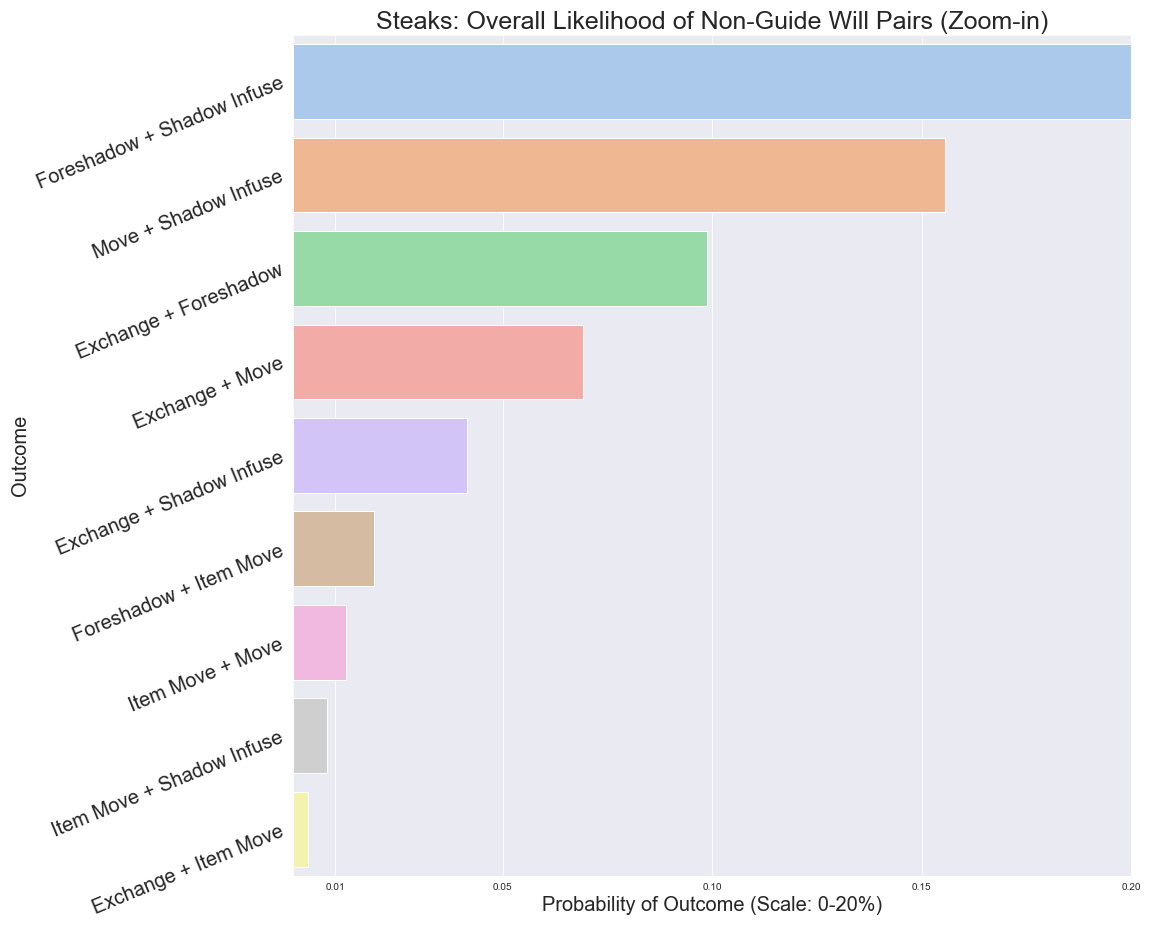 Steaks: Overall Likelihood of Non-Guide Will Pairs (Zoom-in)
Outcome
Foreshadow + Shadow Infuse
Move + Shadow Infuse
Exchange + Foreshadow
Exchange + Move
Exchange + Shadow Infuse
Foreshadow + Item Move
Item Move + Move
Item Move + Shadow Infuse
Exchange + Item Move
0.01 0.05 0.10 0.15 0.20
Probability of Outcome (Scale: 0-20%)